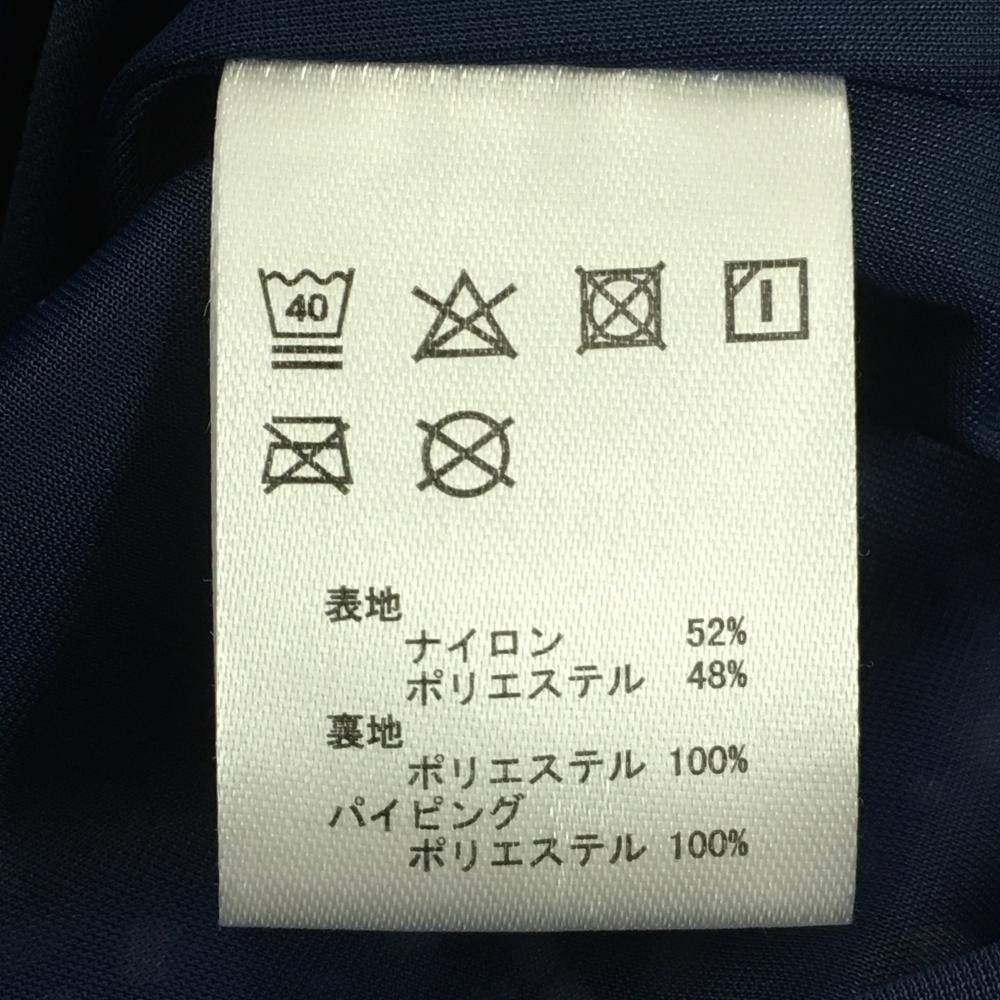 40
表地
ナイロン 52%
ポリエステル 48%
裏地
ポリエステル 100%
パイピング
ポリエステル 100%